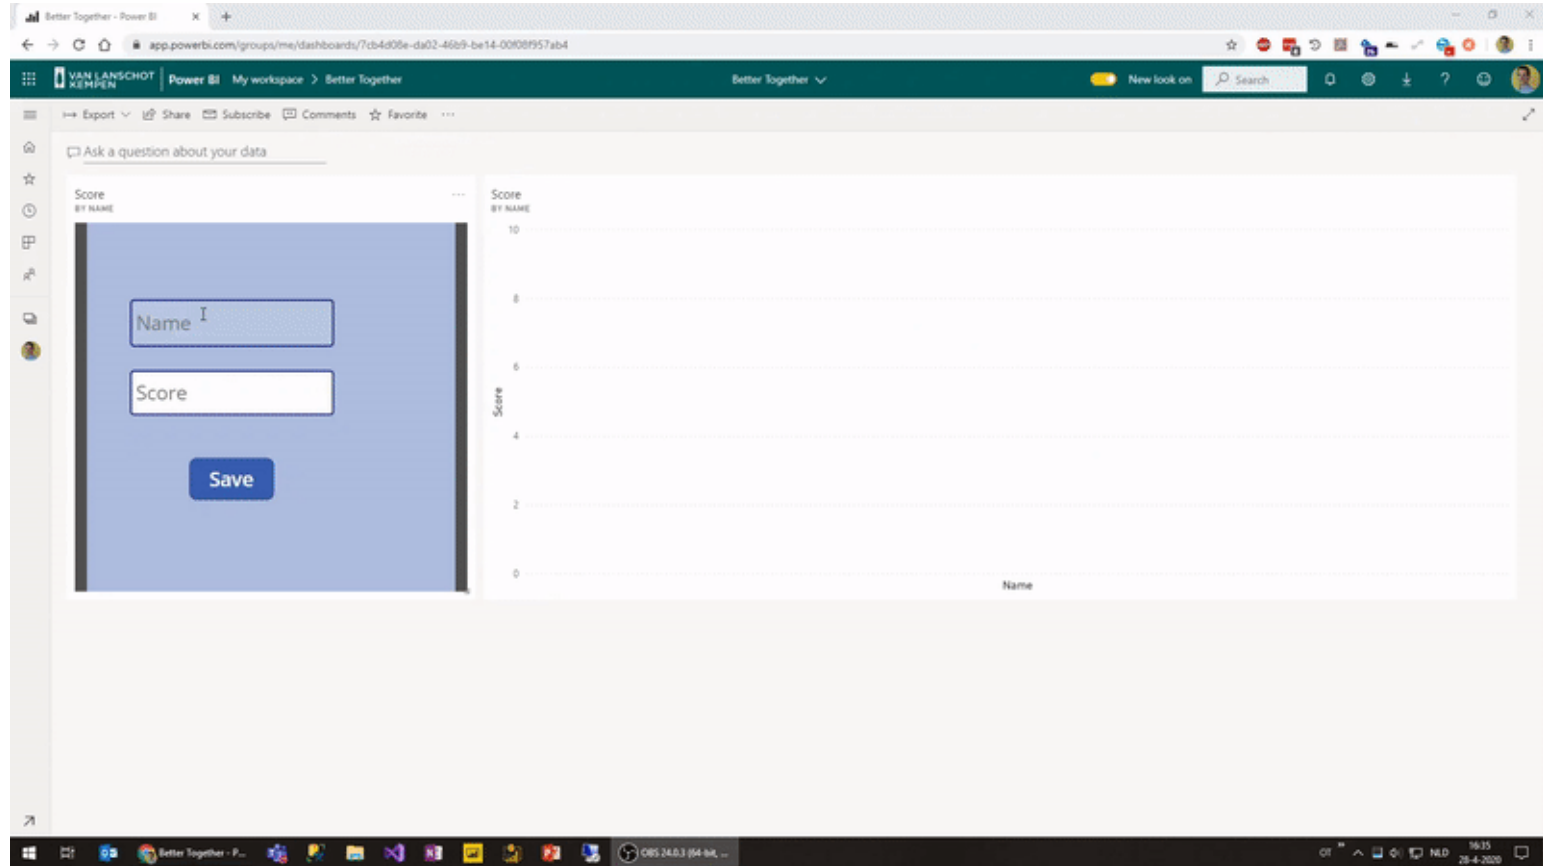 Better Together - Power BI
app.powerbi.com/groups/me/dashboards/7cb4d08e-da02-46b9-be14-00f08f957ab4
VAN LANSCHOT
KEMPEN
Power BI My workspace > Better Together
Better Together
New look on
Search
Export Share Subscribe Comments Favorite ...
Ask a question about your data
Score
BY NAME
Name
Score
Save
Score
BY NAME
10
8
6
4
2
0
Score
Name
Better Together - P...
OBS 24.0.3 (64-bit, ...
NLD
16:35
28-4-2020